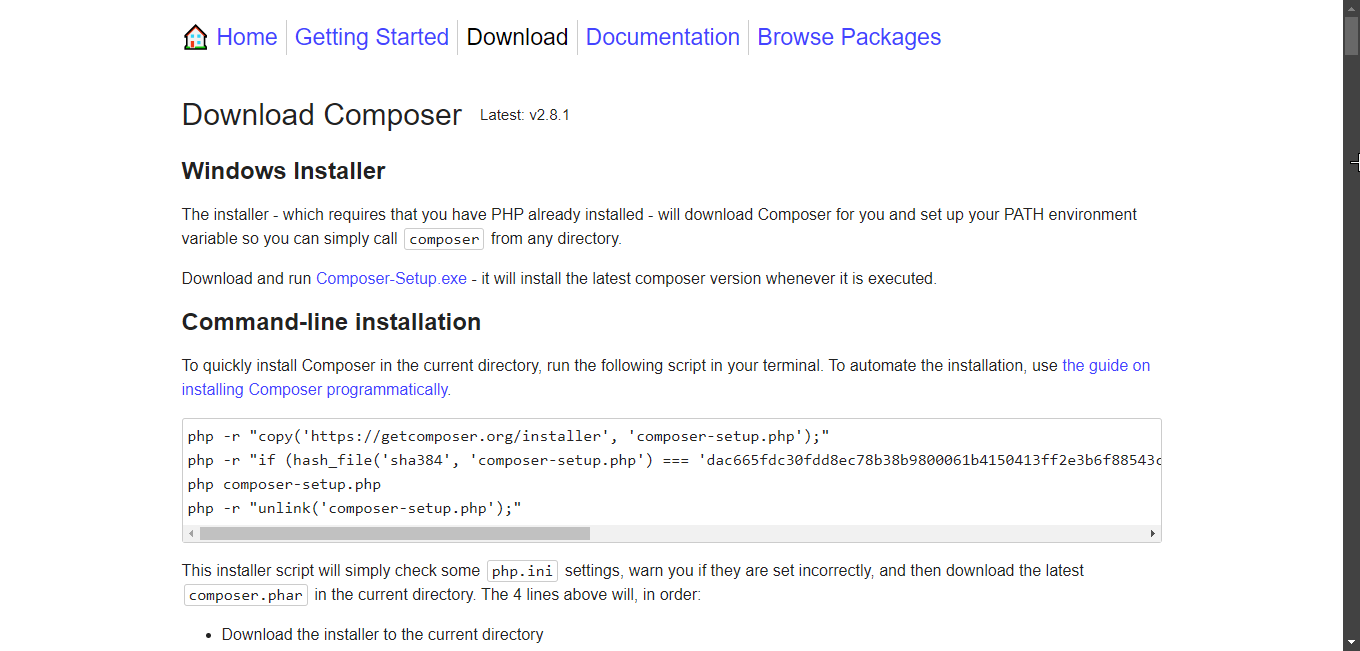 Home Getting Started Download Documentation Browse Packages
Download Composer Latest: v2.8.1
Windows Installer
The installer - which requires that you have PHP already installed - will download Composer for you and set up your PATH environment
variable so you can simply call composer from any directory.
Download and run Composer-Setup.exe - it will install the latest composer version whenever it is executed.
Command-line installation
To quickly install Composer in the current directory, run the following script in your terminal. To automate the installation, use the guide on
installing Composer programmatically.
php -r "copy('https://getcomposer.org/installer', 'composer-setup.php');"
php -r "if (hash_file('sha384', 'composer-setup.php') === 'dac665fdc30fdd8ec78b38b9800061b4150413ff2e3b6f88543c
php composer-setup.php
php -r "unlink('composer-setup.php');"
This installer script will simply check some php.ini settings, warn you if they are set incorrectly, and then download the latest
composer.phar in the current directory. The 4 lines above will, in order:
• Download the installer to the current directory